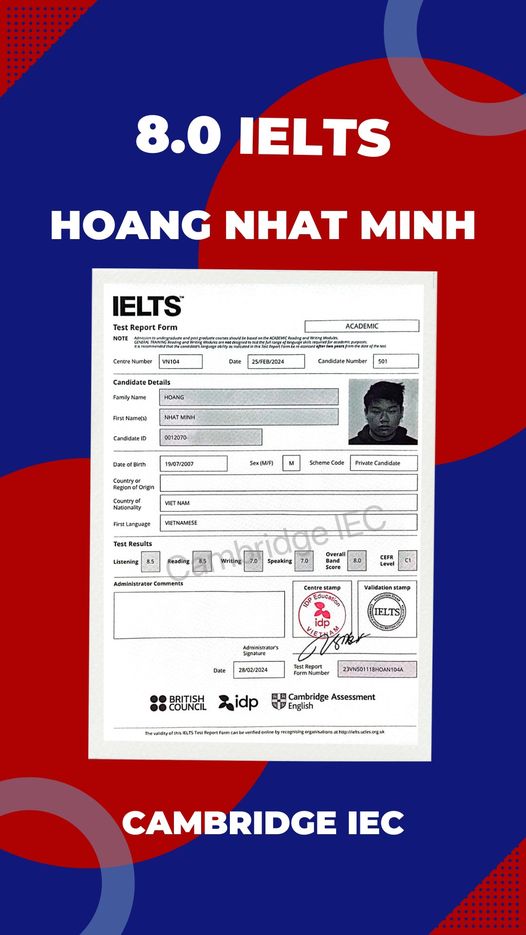 8.0 IELTS
HOANG NHAT MINH
IELTS™
Test Report Form
ACADEMIC
NOTE Admission to undergraduate and post graduate courses should be based on the ACADEMIC Reading and Writing Modules.
GENERAL TRAINING Reading and Writing Modules are not designed to test the full range of language skills required for academic purposes.
It is recommended that the candidate's language ability as indicated in this Test Report Form be re-assessed after two years from the date of the test.
Centre Number VN104 Date 25/FEB/2024 Candidate Number 501
Candidate Details
Family Name HOANG
First Name(s) NHAT MINH
Candidate ID 0012070
Date of Birth 19/07/2007 Sex (M/F) M Scheme Code Private Candidate
Country or
Region of Origin
Country of
Nationality VIET NAM
First Language VIETNAMESE
Cambridge IEC
Test Results
Listening 8.5 Reading 8.5 Writing 7.0 Speaking 7.0 Overall Band Score 8.0 CEFR Level C1
Administrator Comments
Centre stamp
Validation stamp
IDP Education
idp
VIETNAM
IELTS
Administrator's
Signature
Date 28/02/2024
Test Report
Form Number 23VN501118HOAN104A
BRITISH
COUNCIL
idp
Cambridge Assessment
English
The validity of this IELTS Test Report Form can be verified online by recognising organisations at http://ielts.ucles.org.uk
CAMBRIDGE IEC